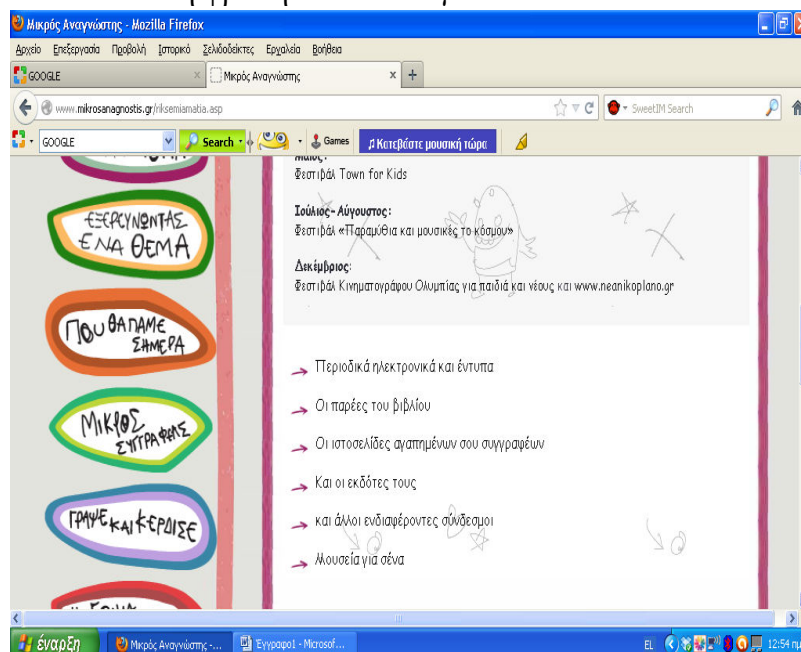 Μικρός Αναγνώστης - Mozilla Firefox
Αρχείο Επεξεργασία Προβολή Ιστορικό Σελιδοδείκτες Εργαλεία Βοήθεια
GOOGLE
Μικρός Αναγνώστης
www.mikrosanagnostis.gr/riksemiamatia.asp
SweetIM Search
GOOGLE
Search
Games
Κατεβάστε μουσική τώρα
Μάιος:
Φεστιβάλ Town for Kids
Ιούλιος- Αύγουστος:
Φεστιβάλ «Παραμύθια και μουσικές το κόσμου»
Δεκέμβριος:
Φεστιβάλ Κινηματογράφου Ολυμπίας για παιδιά και νέους και www.neanikoplano.gr
ΕΞΕΡΕΥΝΩΝΤΑΣ
ΕΝΑ ΘΕΜΑ
ΠΟΥ ΘΑ ΠΑΜΕ
ΣΗΜΕΡΑ
ΜΙΚΡΟΣ
ΣΥΓΓΡΑΦΕΑΣ
ΓΡΑΨΕ ΚΑΙ ΚΕΡΔΙΣΕ
Περιοδικά ηλεκτρονικά και έντυπα
Οι παρέες του βιβλίου
Οι ιστοσελίδες αγαπημένων σου συγγραφέων
Και οι εκδότες τους
και άλλοι ενδιαφέροντες σύνδεσμοι
Μουσεία για σένα
έναρξη
Μικρός Αναγνώστης -...
Έγγραφο1 - Microsof...
EL
12:54 πμ